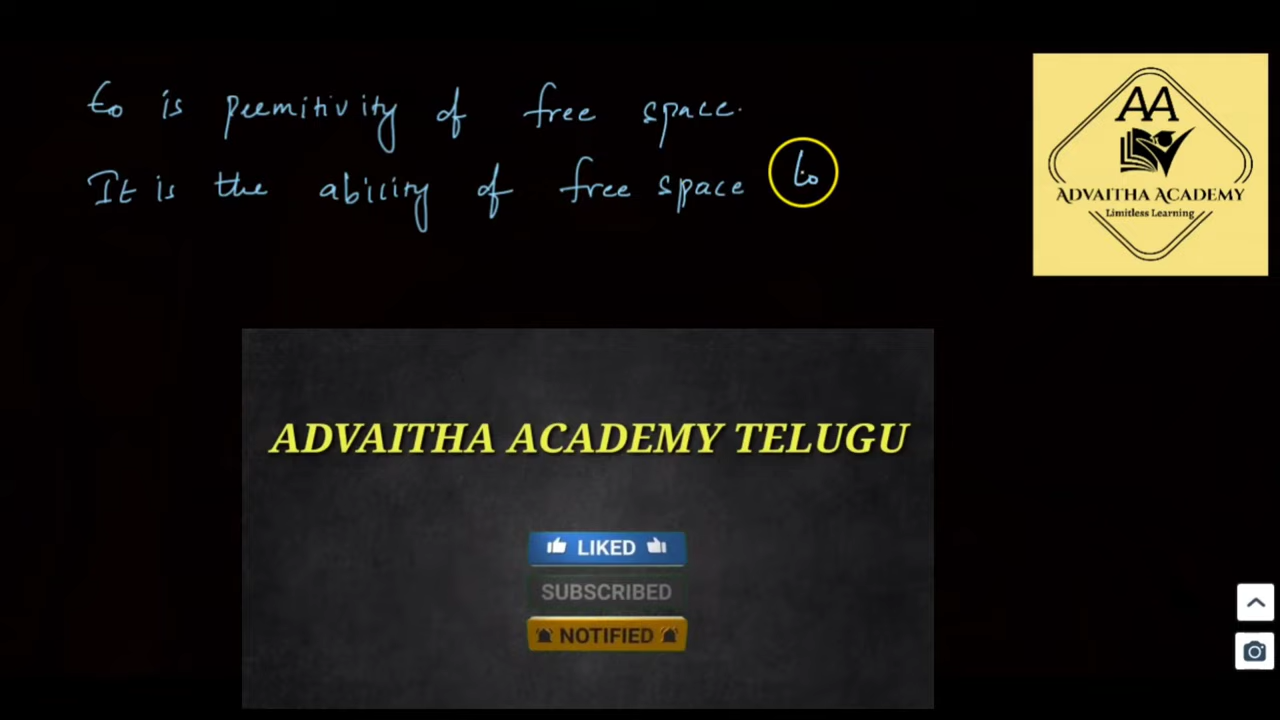 ϵ₀ is peemitivity of free space.
It is the ability of free space to
AA
ADVAITHA ACADEMY
Limitless Learning
ADVAITHA ACADEMY TELUGU
LIKED
SUBSCRIBED
NOTIFIED